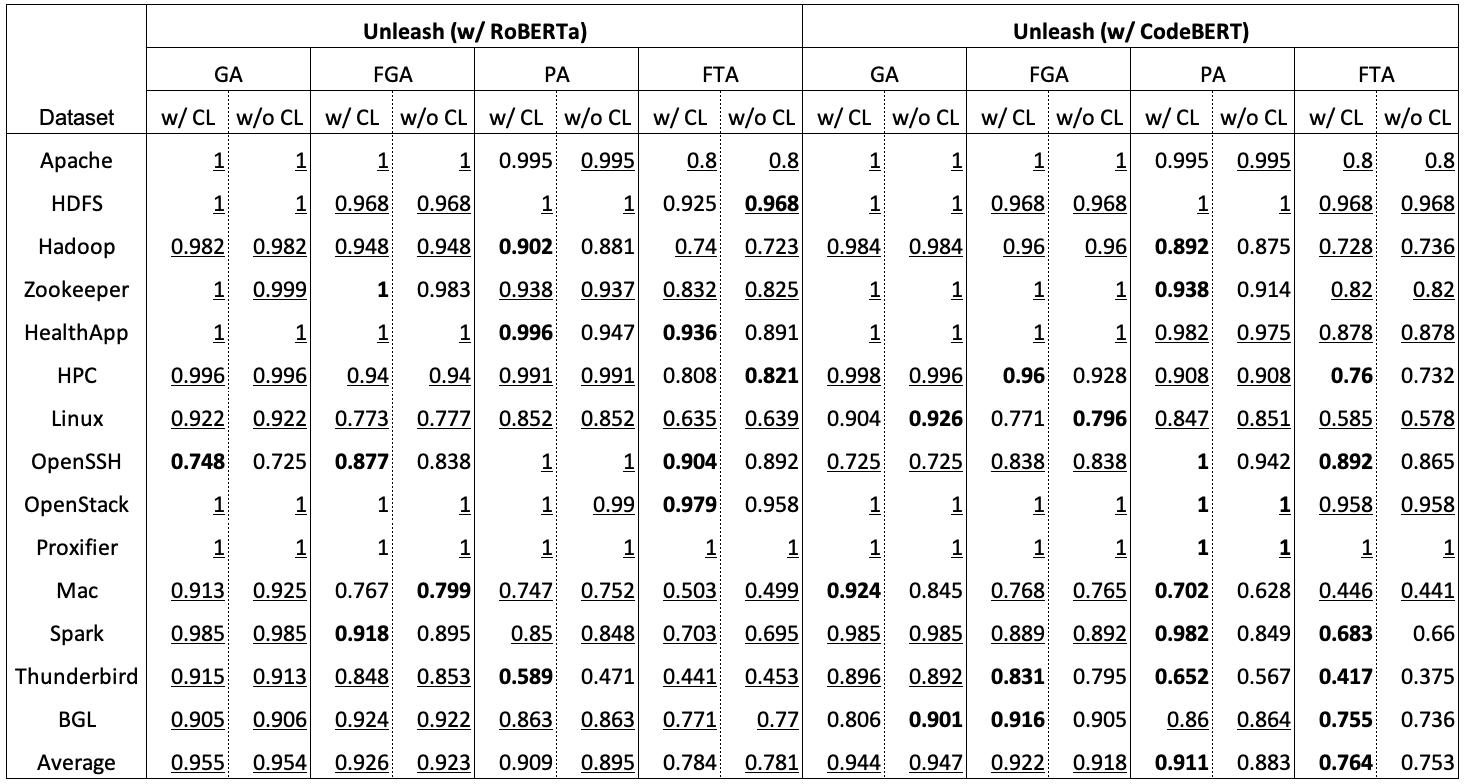 Unleash (w/ RoBERTa) Unleash (w/ CodeBERT)
GA FGA PA FTA GA FGA PA FTA
Dataset w/ CL w/o CL w/ CL w/o CL w/ CL w/o CL w/ CL w/o CL w/ CL w/o CL w/ CL w/o CL w/ CL w/o CL w/ CL w/o CL
Apache 1 1 1 1 0.995 0.995 0.8 0.8 1 1 1 1 0.995 0.995 0.8 0.8
HDFS 1 1 0.968 0.968 1 1 0.925 0.968 1 1 0.968 0.968 1 1 0.968 0.968
Hadoop 0.982 0.982 0.948 0.948 0.902 0.881 0.74 0.723 0.984 0.984 0.96 0.96 0.892 0.875 0.728 0.736
Zookeeper 1 0.999 1 0.983 0.938 0.937 0.832 0.825 1 1 1 1 0.938 0.914 0.82 0.82
HealthApp 1 1 1 1 0.996 0.947 0.936 0.891 1 1 1 1 0.982 0.975 0.878 0.878
HPC 0.996 0.996 0.94 0.94 0.991 0.991 0.808 0.821 0.998 0.996 0.96 0.928 0.908 0.908 0.76 0.732
Linux 0.922 0.922 0.773 0.777 0.852 0.852 0.635 0.639 0.904 0.926 0.771 0.796 0.847 0.851 0.585 0.578
OpenSSH 0.748 0.725 0.877 0.838 1 1 0.904 0.892 0.725 0.725 0.838 0.838 1 0.942 0.892 0.865
OpenStack 1 1 1 1 1 0.99 0.979 0.958 1 1 1 1 1 1 0.958 0.958
Proxifier 1 1 1 1 1 1 1 1 1 1 1 1 1 1 1 1
Mac 0.913 0.925 0.767 0.799 0.747 0.752 0.503 0.499 0.924 0.845 0.768 0.765 0.702 0.628 0.446 0.441
Spark 0.985 0.985 0.918 0.895 0.85 0.848 0.703 0.695 0.985 0.985 0.889 0.892 0.982 0.849 0.683 0.66
Thunderbird 0.915 0.913 0.848 0.853 0.589 0.471 0.441 0.453 0.896 0.892 0.831 0.795 0.652 0.567 0.417 0.375
BGL 0.905 0.906 0.924 0.922 0.863 0.863 0.771 0.77 0.806 0.901 0.916 0.905 0.86 0.864 0.755 0.736
Average 0.955 0.954 0.926 0.923 0.909 0.895 0.784 0.781 0.944 0.947 0.922 0.918 0.911 0.883 0.764 0.753